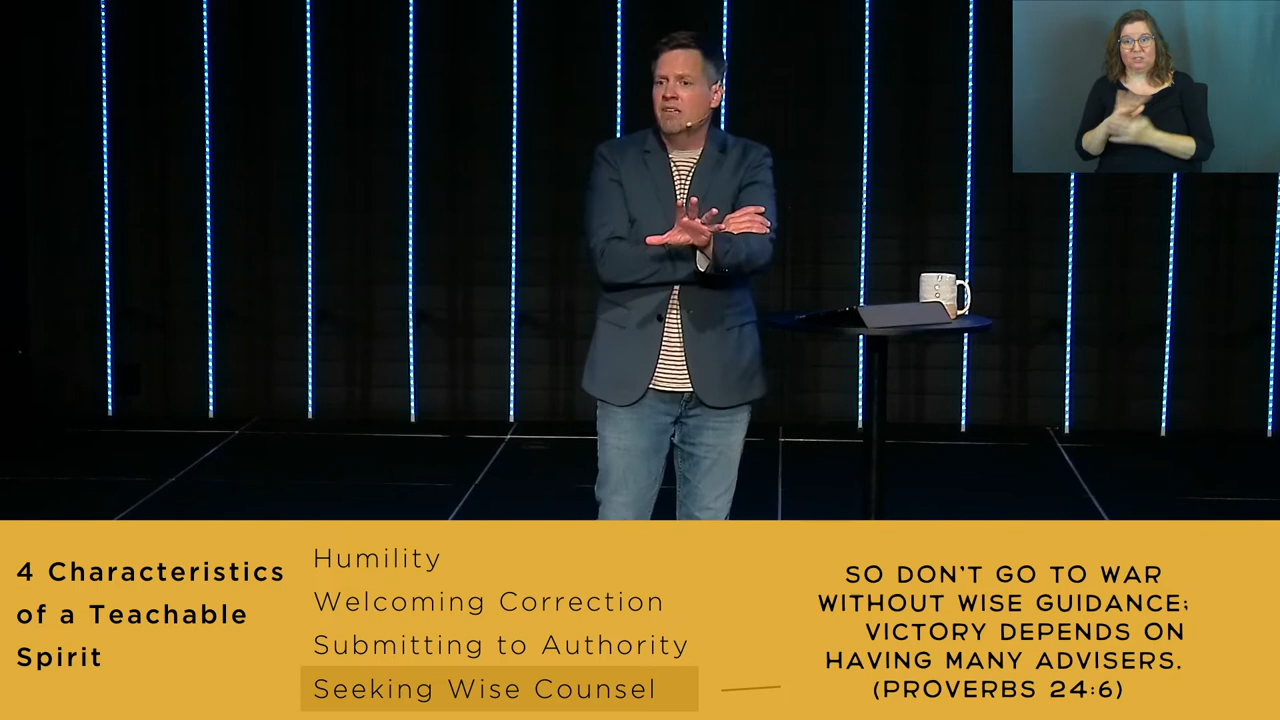 4 Characteristics
of a Teachable
Spirit
Humility
Welcoming Correction
Submitting to Authority
Seeking Wise Counsel
SO DON'T GO TO WAR
WITHOUT WISE GUIDANCE;
VICTORY DEPENDS ON
HAVING MANY ADVISERS.
(PROVERBS 24:6)